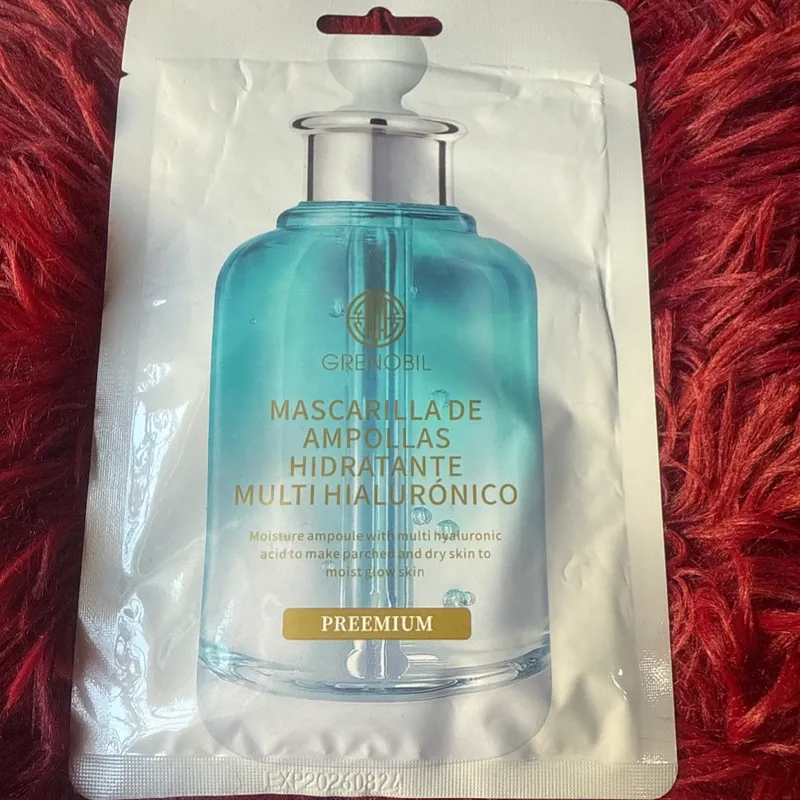 GRENOBIL
MASCARILLA DE
AMPOLLAS
HIDRATANTE
MULTI HIALURÓNICO
Moisture ampoule with multi hyaluronic
acid to make parched and dry skin to
moist glow skin
PREEMIUM
EXP20260824